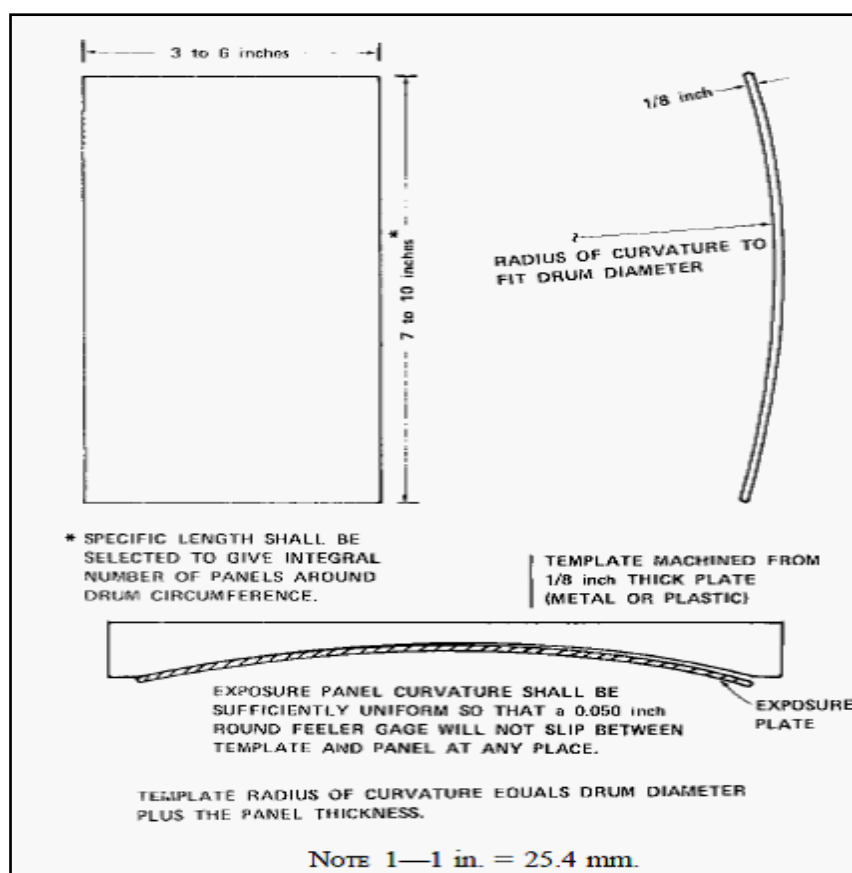 3 to 6 inches
1/8 inch
7 to 10 inches*
RADIUS OF CURVATURE TO
FIT DRUM DIAMETER
* SPECIFIC LENGTH SHALL BE
SELECTED TO GIVE INTEGRAL
NUMBER OF PANELS AROUND
DRUM CIRCUMFERENCE.
TEMPLATE MACHINED FROM
1/8 inch THICK PLATE
(METAL OR PLASTIC)
EXPOSURE PANEL CURVATURE SHALL BE
SUFFICIENTLY UNIFORM SO THAT a 0.050 inch
ROUND FEELER GAGE WILL NOT SLIP BETWEEN
TEMPLATE AND PANEL AT ANY PLACE.
EXPOSURE
PLATE
TEMPLATE RADIUS OF CURVATURE EQUALS DRUM DIAMETER
PLUS THE PANEL THICKNESS.
NOTE 1—1 in. = 25.4 mm.